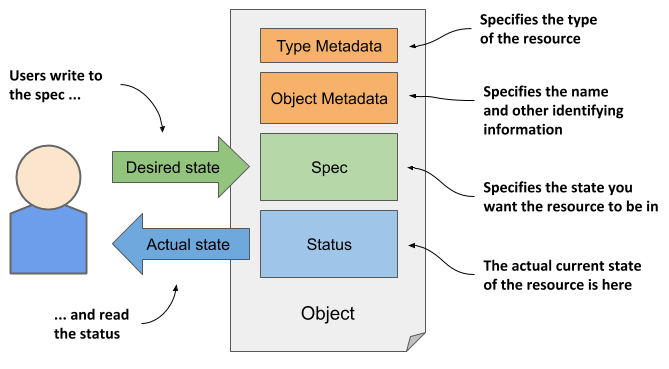 Specifies the type
of the resource
Type Metadata
Users write to
the spec ...
Object Metadata
Specifies the name
and other identifying
information
Desired state
Spec
Specifies the state you
want the resource to be in
Actual state
Status
The actual current state
of the resource is here
... and read
the status
Object